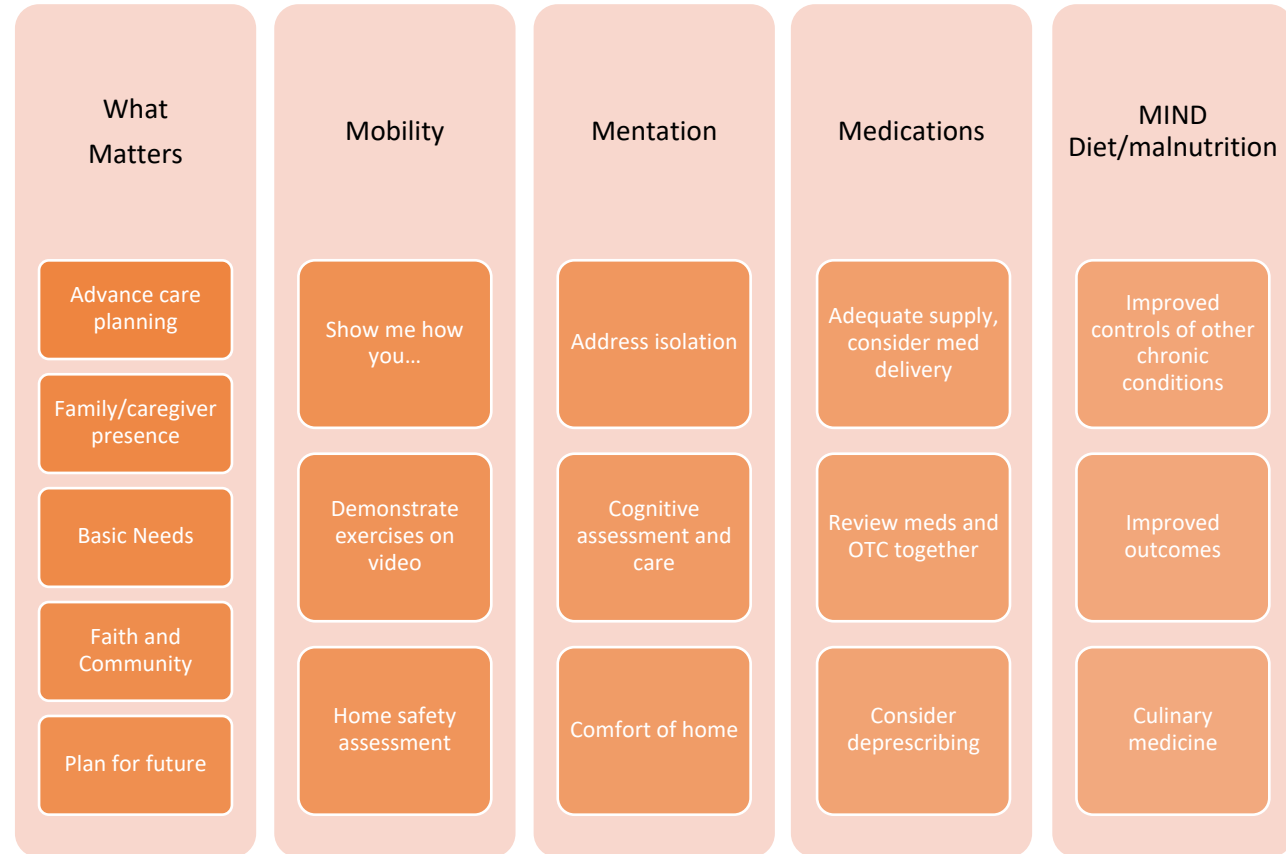 What
Matters
Advance care
planning
Family/caregiver
presence
Basic Needs
Faith and
Community
Plan for future
Mobility
Show me how
you…
Demonstrate
exercises on
video
Home safety
assessment
Mentation
Address isolation
Cognitive
assessment and
care
Comfort of home
Medications
Adequate supply,
consider med
delivery
Review meds and
OTC together
Consider
deprescribing
MIND
Diet/malnutrition
Improved
controls of other
chronic
conditions
Improved
outcomes
Culinary
medicine